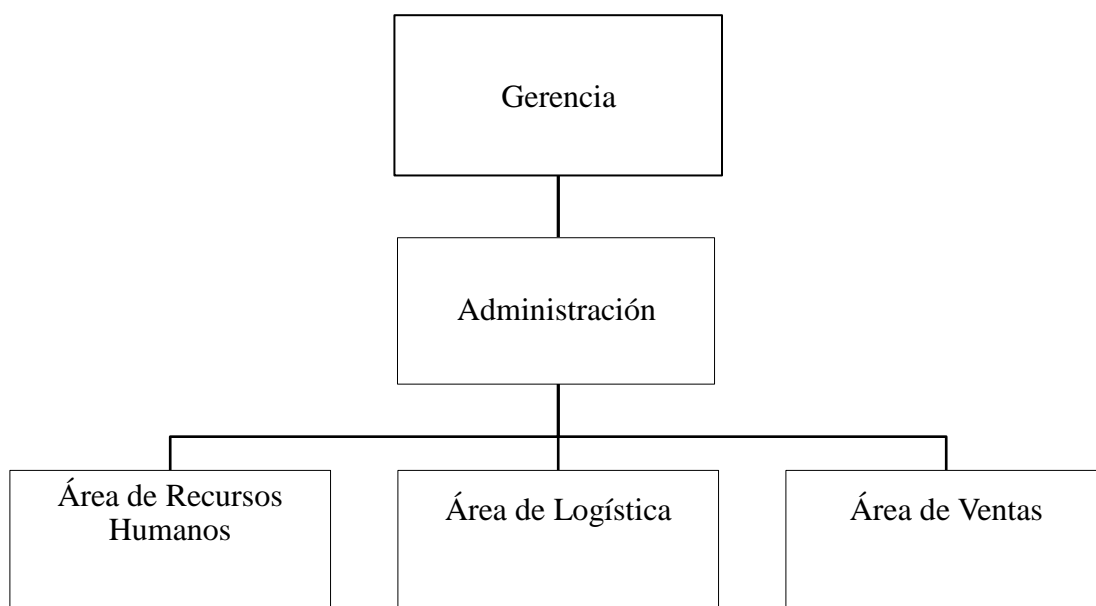 Gerencia
Administración
Área de Recursos
Humanos
Área de Logística
Área de Ventas